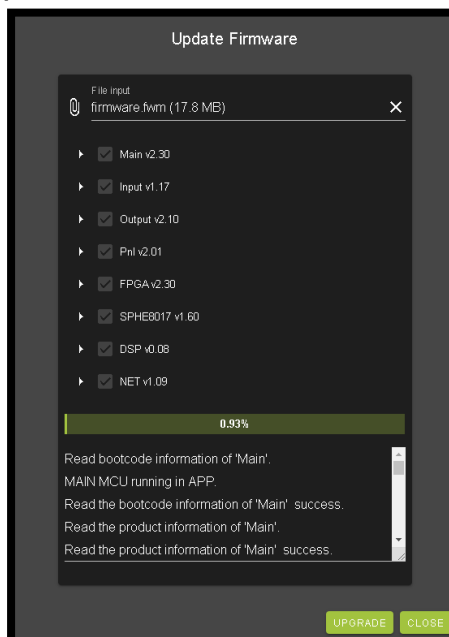 Update Firmware
File input
firmware.fwm (17.8 MB)
Main v2.30
Input v1.17
Output v2.10
Pnl v2.01
FPGA v2.30
SPHE8017 v1.60
DSP v0.08
NET v1.09
0.93%
Read bootcode information of 'Main'.
MAIN MCU running in APP.
Read the bootcode information of 'Main' success.
Read the product information of 'Main'.
Read the product information of 'Main' success.
UPGRADE CLOSE